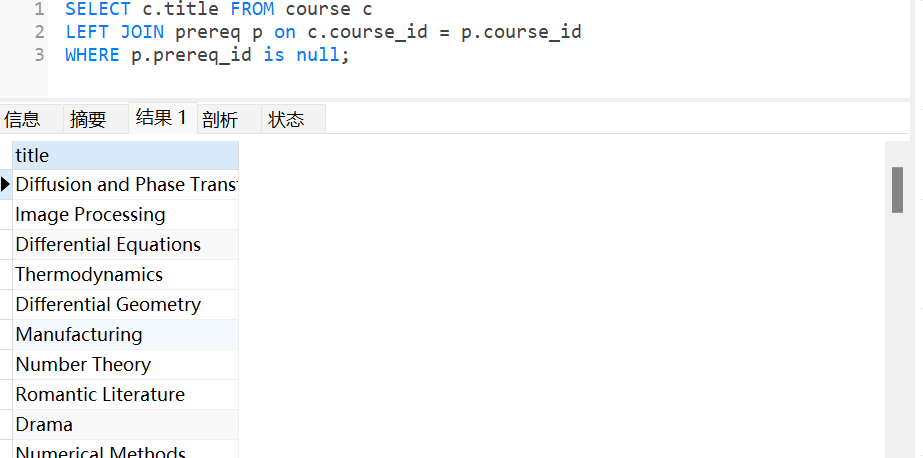 1 SELECT c.title FROM course c
2 LEFT JOIN prereq p on c.course_id = p.course_id
3 WHERE p.prereq_id is null;
信息 摘要 结果 1 剖析 状态
title
Diffusion and Phase Trans
Image Processing
Differential Equations
Thermodynamics
Differential Geometry
Manufacturing
Number Theory
Romantic Literature
Drama
Numerical Methods